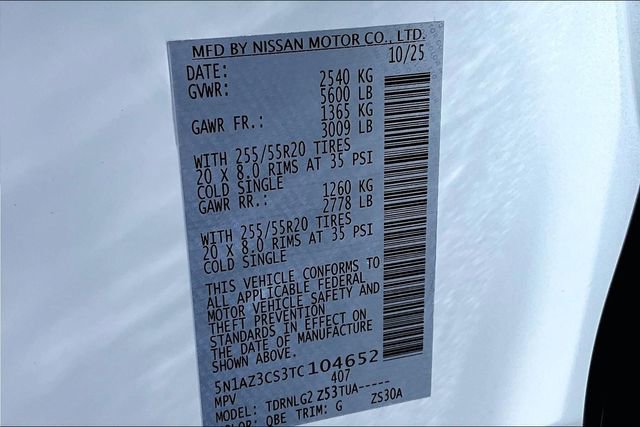 MFD BY NISSAN MOTOR CO., LTD.
DATE: 10/25
GVWR: 2540 KG
5600 LB
GAWR FR.: 1365 KG
3009 LB
WITH 255/55R20 TIRES
20 X 8.0 RIMS AT 35 PSI
COLD SINGLE
GAWR RR.: 1260 KG
2778 LB
WITH 255/55R20 TIRES
20 X 8.0 RIMS AT 35 PSI
COLD SINGLE
THIS VEHICLE CONFORMS TO
ALL APPLICABLE FEDERAL
MOTOR VEHICLE SAFETY AND
THEFT PREVENTION
STANDARDS IN EFFECT ON
THE DATE OF MANUFACTURE
SHOWN ABOVE.
5N1AZ3CS3TC104652
MPV 407
MODEL: TDRNLG2 Z53TUA-----
COLOR: QBE TRIM: G ZS30A